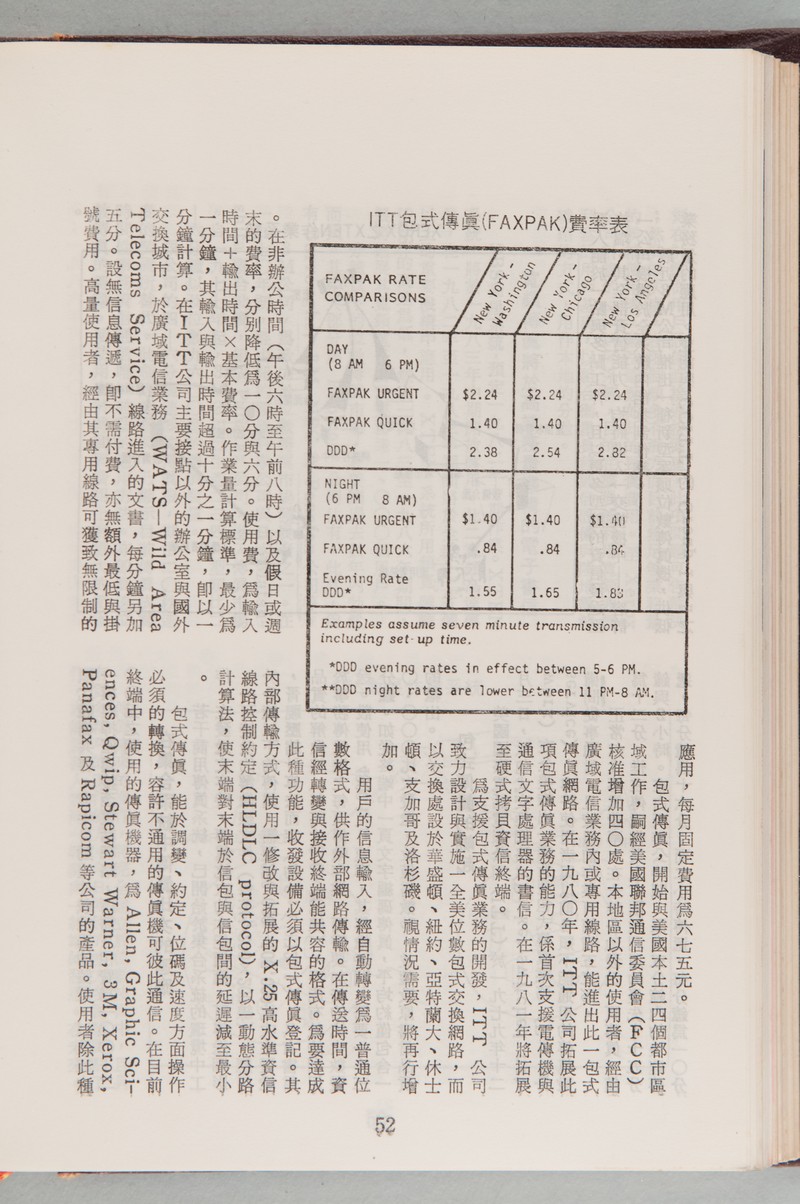 ITT包式傳眞(FAXPAK)費率表
FAXPAK RATE COMPARISONS
New York - Washington
New York - Chicago
New York - Los Angeles
DAY
(8 AM 6 PM)
FAXPAK URGENT $2.24 $2.24 $2.24
FAXPAK QUICK 1.40 1.40 1.40
DDD* 2.38 2.54 2.82
NIGHT
(6 PM 8 AM)
FAXPAK URGENT $1.40 $1.40 $1.40
FAXPAK QUICK .84 .84 .84
Evening Rate
DDD* 1.55 1.65 1.83
Examples assume seven minute transmission
including set-up time.
*DDD evening rates in effect between 5-6 PM.
**DDD night rates are lower between 11 PM-8 AM.
。在非辦公時間(午後六時至午前八時)以及假日或週
末的費率,分別降低爲一〇分與六分。使用費,爲輸入
時間+輸出時間×基本費率。作業量計算標準,最少爲
一分鐘,其輸入與輸出時間超過十分之一分鐘,卽以一
分鐘計算。在ITT公司主要接點以外的辦公室與國外
交換城市,於廣域電信業務(WATS—Wild Area
Telecoms Service)線路進入的文書,每分鐘另加
五分。設無信息傳遞,卽不需付費,亦無額外最低與掛
號費用。高量使用者,經由其專用線路可獲致無限制的
應用,每月固定費用爲六七五元。
包式傳眞,開始與美國本土二四個都市區
域工作,嗣經美國聯邦通信委員會(FCC)
核准增加四〇處。本地區以外的使用者,經由
廣域電信業務內或專用線路,能進出此一包式
傳眞網路。在一九八〇年,ITT公司拓展此
項包式傳眞業務的能力,係首次支援電傳機與
通信文字處理器的書信。在一九八一年將拓展
至硬式拷貝資信終端。
爲支援包式傳眞業務的開發,ITT 公司
致力設計與實施一全美位數包式交換網路,而
以交換處設於華盛頓、紐約、亞特蘭大、休士
頓、支加哥及洛杉磯。視情況需要,將再行增
加。
用戶的信息輸入,經自動轉變爲一普通位
數格式,供作外部網路傳輸。在傳送時間,資
信經轉變與接收終端能共容的格式。爲要達成
此種功能,收發設備必須以包式傳眞登記。其
內部傳輸方式,使用一修改與拓展的 X.25 高水準資信
線路控制約定(HLDLC protocol),以一動態分路
計算法,使末端對末端於信包與信包間的延遲減至最小
。
包式傳眞,能於調變、約定、位碼及速度方面操作
必須的轉換,容許不通用的傳眞機可彼此通信。在目前
終端中,使用的傳眞機器,爲 Allen, Graphic Sci-
ences, Qwip, Stewart Warner, 3M, Xerox,
Panafax 及 Rapicom 等公司的產品。使用者除此種
52